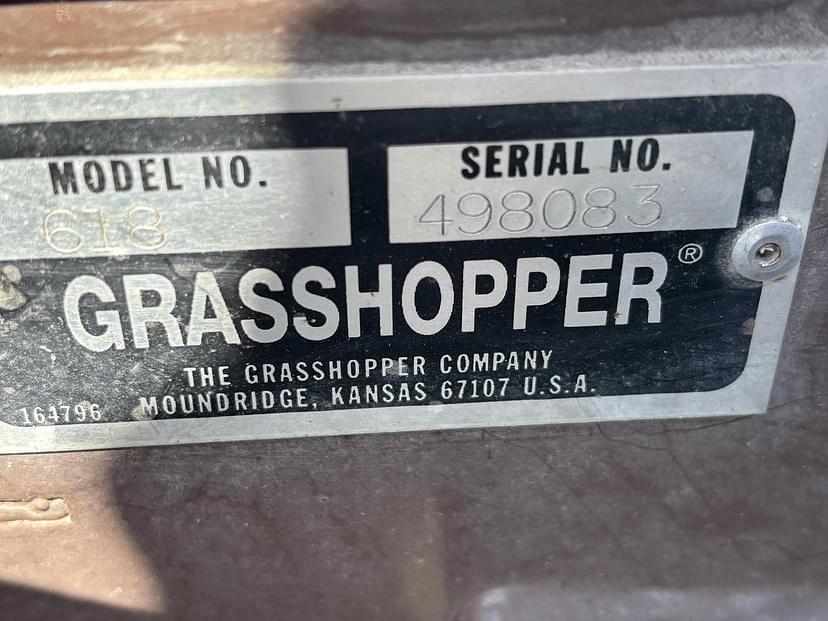 MODEL NO. SERIAL NO.
618 498083
GRASSHOPPER®
THE GRASSHOPPER COMPANY
164796 MOUNDRIDGE, KANSAS 67107 U.S.A.